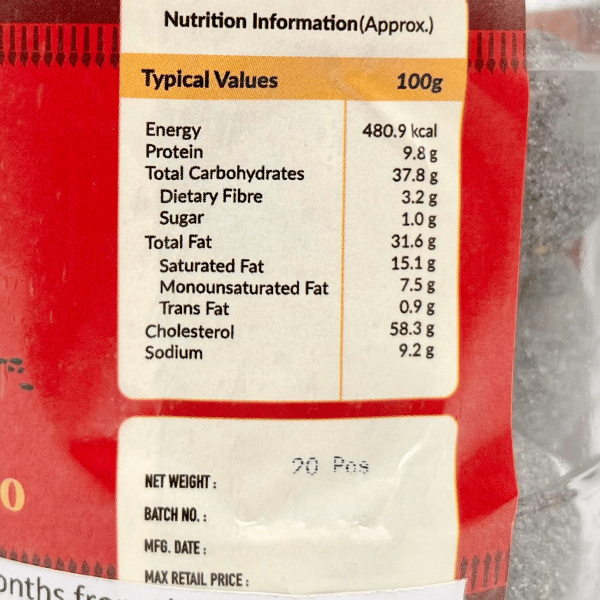 Nutrition Information(Approx.)
Typical Values 100g
Energy 480.9 kcal
Protein 9.8 g
Total Carbohydrates 37.8 g
Dietary Fibre 3.2 g
Sugar 1.0 g
Total Fat 31.6 g
Saturated Fat 15.1 g
Monounsaturated Fat 7.5 g
Trans Fat 0.9 g
Cholesterol 58.3 g
Sodium 9.2 g
20 Pcs
NET WEIGHT :
BATCH NO. :
MFG. DATE :
MAX RETAIL PRICE :
0